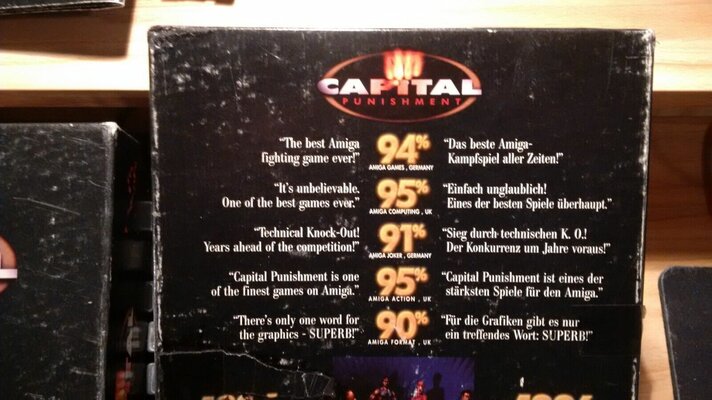 CAPITAL
PUNISHMENT
"The best Amiga
fighting game ever!"
94%
AMIGA GAMES , GERMANY
"Das beste Amiga-
Kampfspiel aller Zeiten!"
"It's unbelievable.
One of the best games ever."
95%
AMIGA COMPUTING , UK
"Einfach unglaublich!
Eines der besten Spiele überhaupt."
"Technical Knock-Out!
Years ahead of the competition!"
91%
AMIGA JOKER , GERMANY
"Sieg durch technischen K. O.!
Der Konkurrenz um Jahre voraus!"
"Capital Punishment is one
of the finest games on Amiga."
95%
AMIGA ACTION , UK
"Capital Punishment ist eines der
stärksten Spiele für den Amiga."
"There's only one word for
the graphics - SUPERB!"
90%
AMIGA FORMAT , UK
"Für die Grafiken gibt es nur
ein treffendes Wort: SUPERB!"